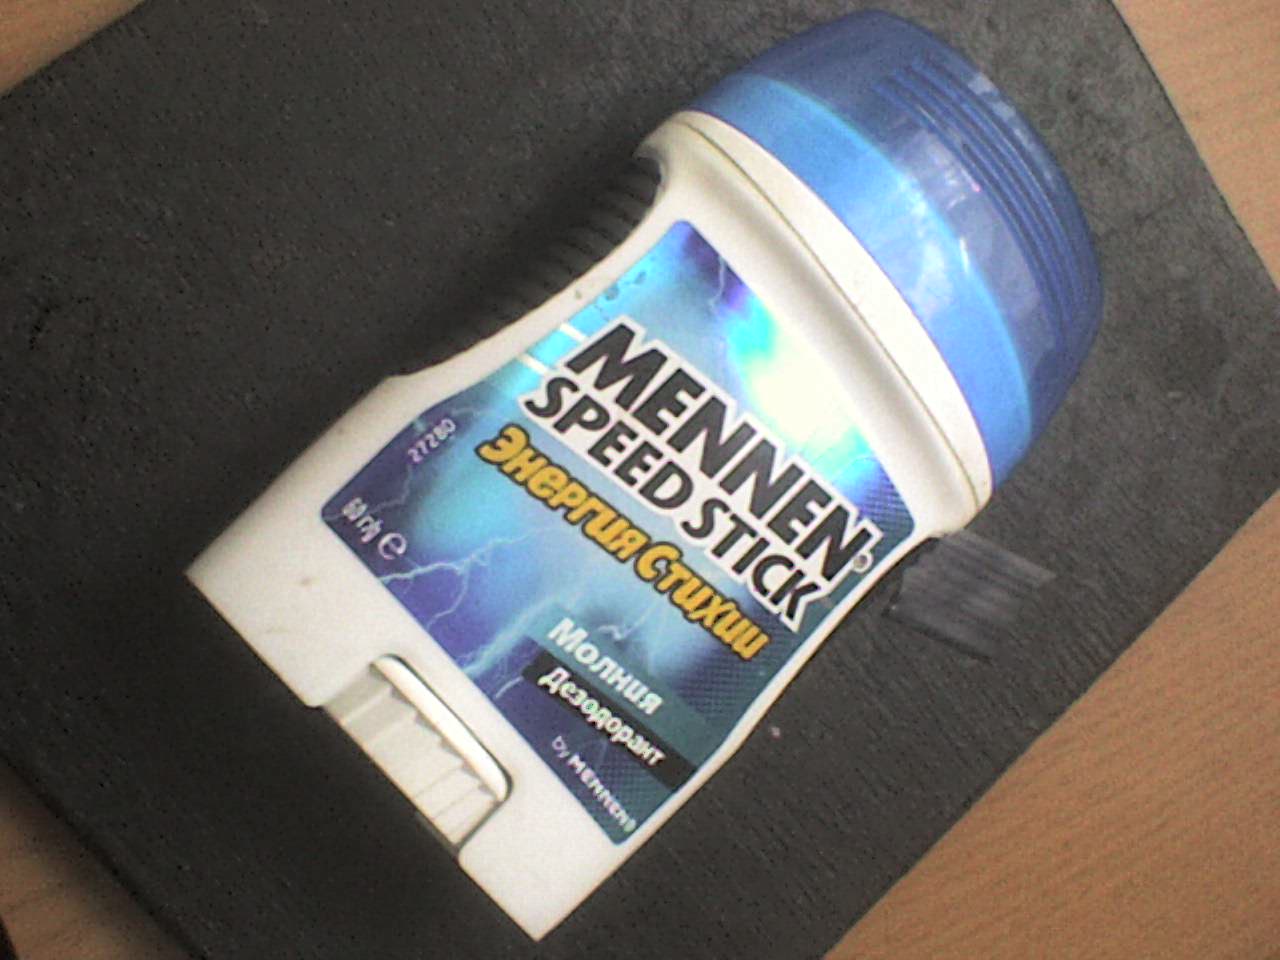 MENNEN®
SPEED STICK
Энергия Стихии
27280
60 г/g ℮
Молния
Дезодорант
by MENNEN®